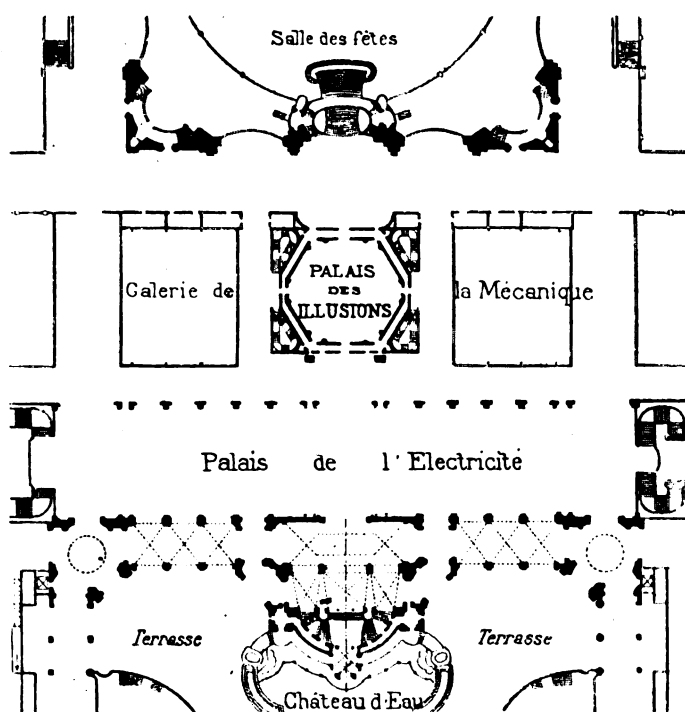 Salle des fêtes
PALAIS
DES
ILLUSIONS
Galerie de la Mécanique
Palais de l'Electricité
Terrasse
Terrasse
Château d'Eau